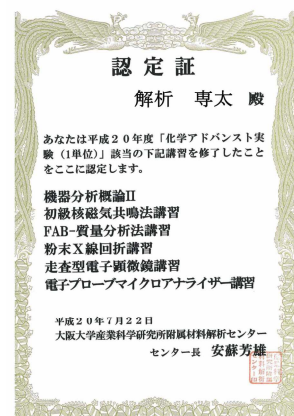 認定証
解析 専太 殿
あなたは平成20年度「化学アドバンスト実
験(1単位)」該当の下記講習を修了したこと
をここに認定します。
機器分析概論II
初級核磁気共鳴法講習
FAB-質量分析法講習
粉末X線回折講習
走査型電子顕微鏡講習
電子プローブマイクロアナライザー講習
平成20年7月22日
大阪大学産業科学研究所附属材料解析センター
センター長 安蘇芳雄